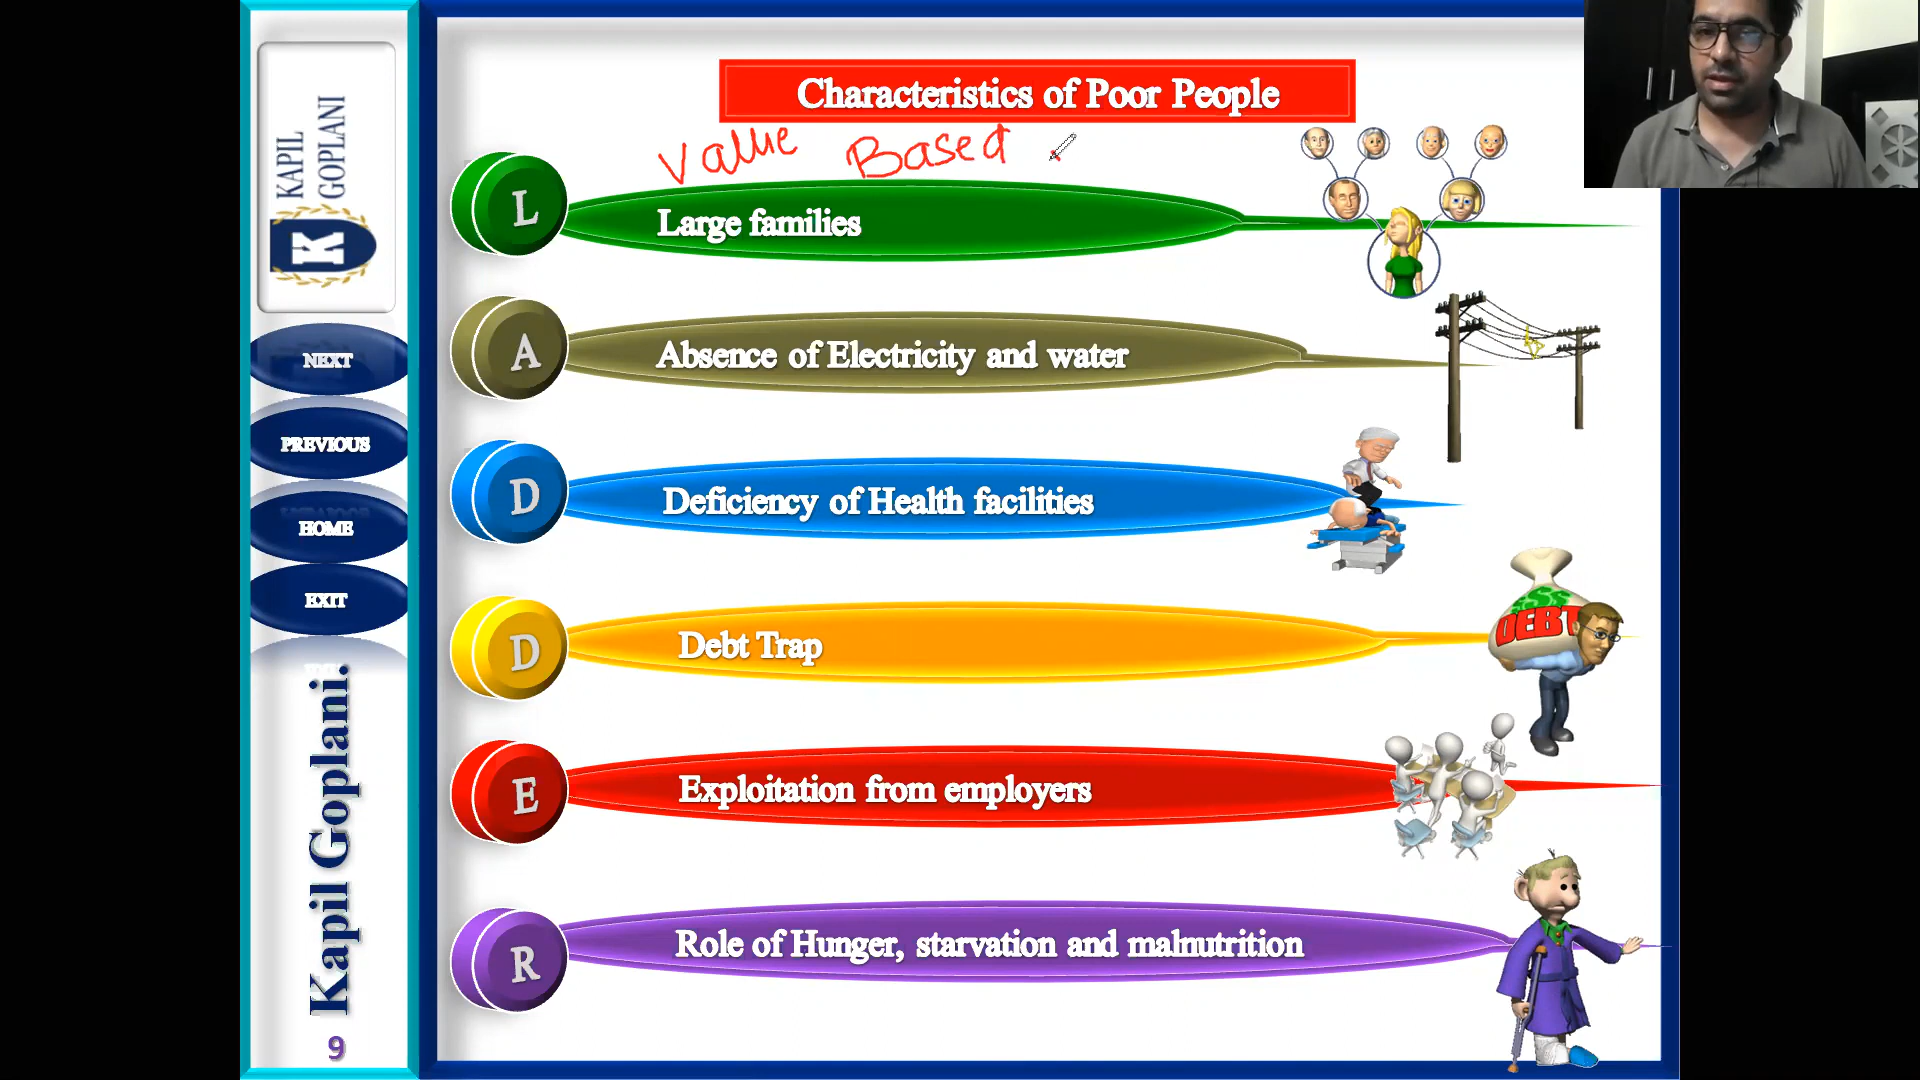 Characteristics of Poor People
Value Based
L
Large families
A
Absence of Electricity and water
D
Deficiency of Health facilities
D
Debt Trap
$$$
DEBT
E
Exploitation from employers
R
Role of Hunger, starvation and malnutrition
KAPIL
GOPLANI
K
NEXT
PREVIOUS
HOME
EXIT
Kapil Goplani.
9